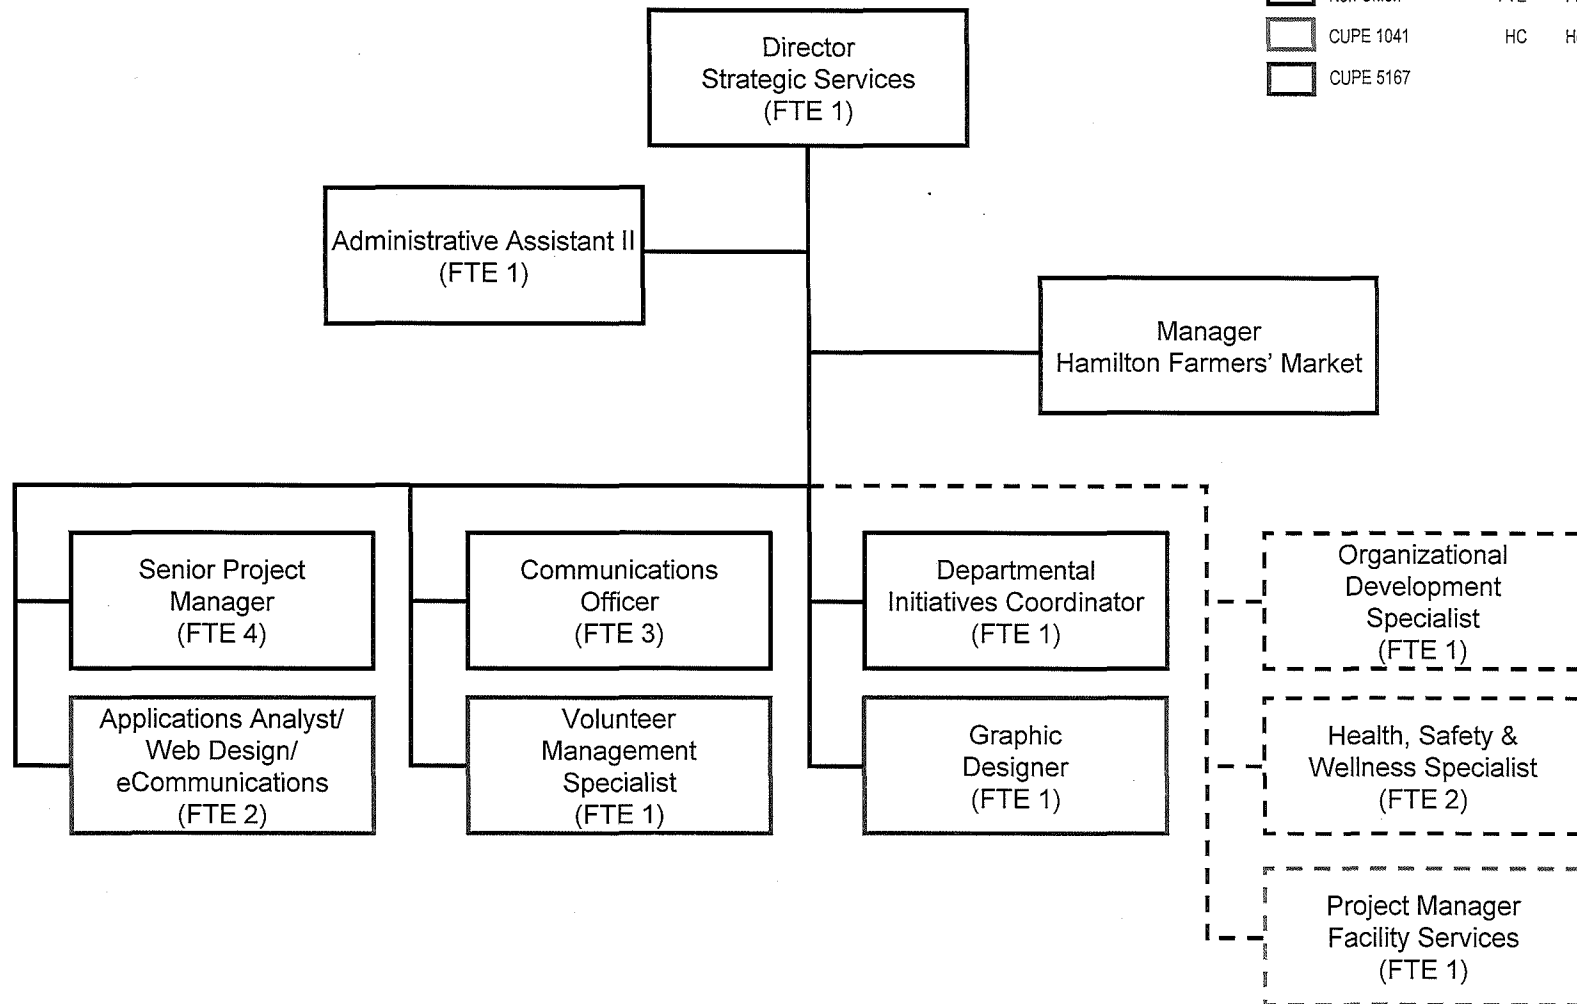 CUPE 1041 HC
CUPE 5167
Director
Strategic Services
(FTE 1)
Administrative Assistant II
(FTE 1)
Manager
Hamilton Farmers' Market
Senior Project
Manager
(FTE 4)
Communications
Officer
(FTE 3)
Departmental
Initiatives Coordinator
(FTE 1)
Organizational
Development
Specialist
(FTE 1)
Applications Analyst/
Web Design/
eCommunications
(FTE 2)
Volunteer
Management
Specialist
(FTE 1)
Graphic
Designer
(FTE 1)
Health, Safety &
Wellness Specialist
(FTE 2)
Project Manager
Facility Services
(FTE 1)